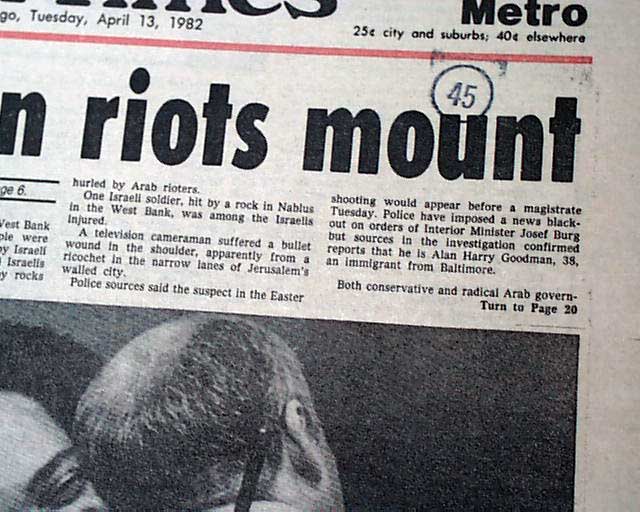 Times
go, Tuesday, April 13, 1982
Metro
25¢ city and suburbs; 40¢ elsewhere
45
n riots mount
ge 6.
West Bank
ple were
by Israeli
Israelis
by rocks
hurled by Arab rioters.
One Israeli soldier, hit by a rock in Nablus
in the West Bank, was among the Israelis
injured.
A television cameraman suffered a bullet
wound in the shoulder, apparently from a
ricochet in the narrow lanes of Jerusalem's
walled city.
Police sources said the suspect in the Easter
shooting would appear before a magistrate
Tuesday. Police have imposed a news black-
out on orders of Interior Minister Josef Burg
but sources in the investigation confirmed
reports that he is Alan Harry Goodman, 38,
an immigrant from Baltimore.
Both conservative and radical Arab govern-
Turn to Page 20